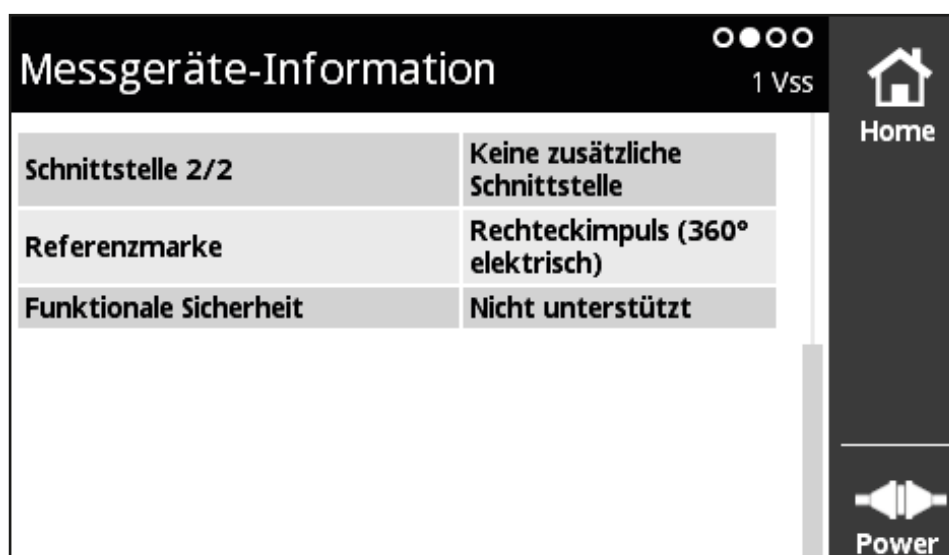 Messgeräte-Information
1 Vss
Home
Schnittstelle 2/2
Keine zusätzliche
Schnittstelle
Referenzmarke
Rechteckimpuls (360°
elektrisch)
Funktionale Sicherheit
Nicht unterstützt
Power